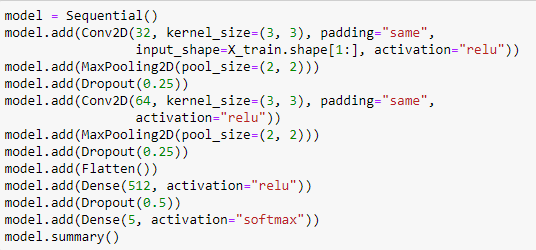 model = Sequential()
model.add(Conv2D(32, kernel_size=(3, 3), padding="same",
                 input_shape=X_train.shape[1:], activation="relu"))
model.add(MaxPooling2D(pool_size=(2, 2)))
model.add(Dropout(0.25))
model.add(Conv2D(64, kernel_size=(3, 3), padding="same",
                 activation="relu"))
model.add(MaxPooling2D(pool_size=(2, 2)))
model.add(Dropout(0.25))
model.add(Flatten())
model.add(Dense(512, activation="relu"))
model.add(Dropout(0.5))
model.add(Dense(5, activation="softmax"))
model.summary()